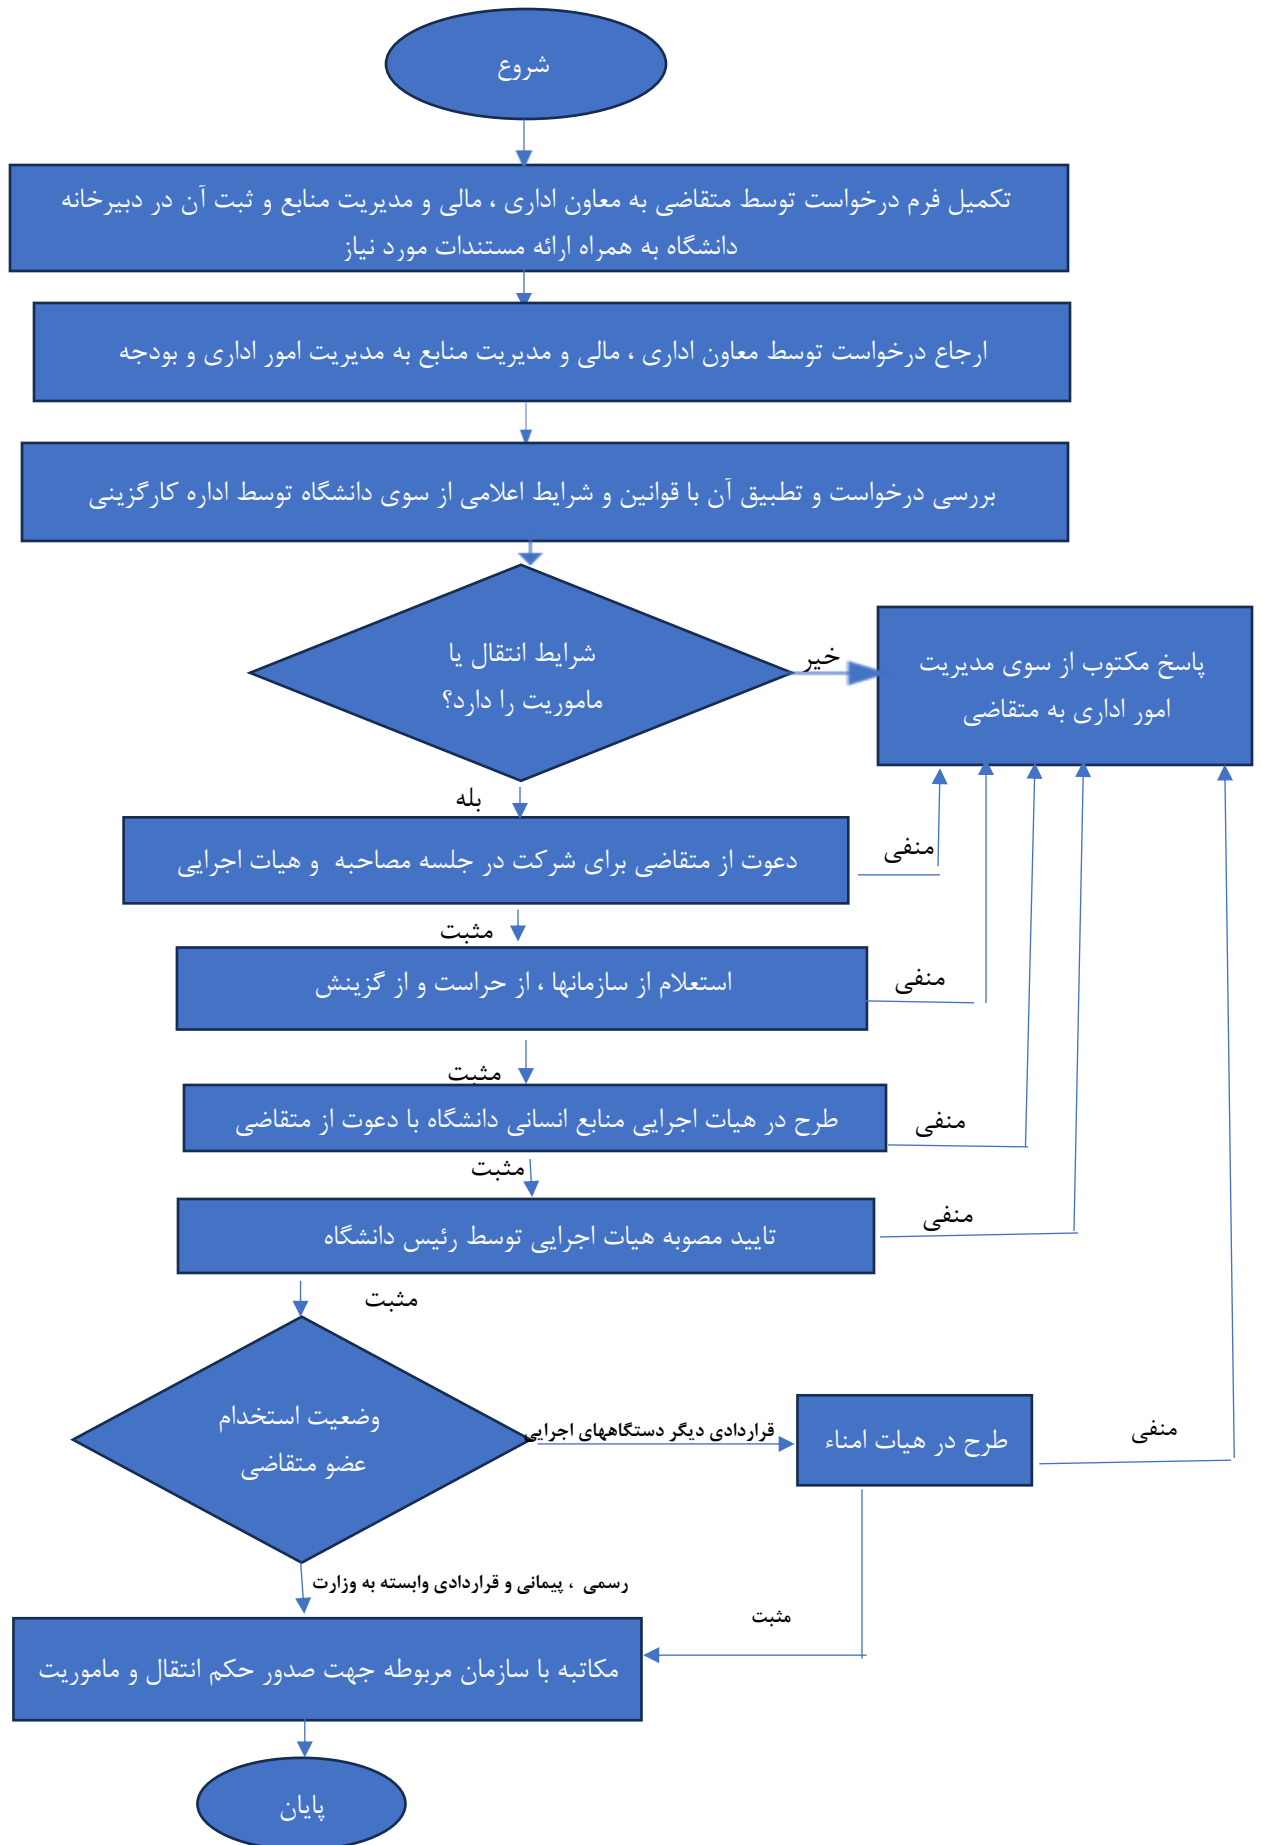 شروع
تکمیل فرم درخواست توسط متقاضی به معاون اداری ، مالی و مدیریت منابع و ثبت آن در دبیرخانه
دانشگاه به همراه ارائه مستندات مورد نیاز
ارجاع درخواست توسط معاون اداری ، مالی و مدیریت منابع به مدیریت امور اداری و بودجه
بررسی درخواست و تطبیق آن با قوانین و شرایط اعلامی از سوی دانشگاه توسط اداره کارگزینی
شرایط انتقال یا
ماموریت را دارد؟
خیر
پاسخ مکتوب از سوی مدیریت
امور اداری به متقاضی
بله
دعوت از متقاضی برای شرکت در جلسه مصاحبه و هیات اجرایی
منفی
مثبت
استعلام از سازمانها ، از حراست و از گزینش
منفی
مثبت
طرح در هیات اجرایی منابع انسانی دانشگاه با دعوت از متقاضی
منفی
مثبت
تایید مصوبه هیات اجرایی توسط رئیس دانشگاه
منفی
مثبت
وضعیت استخدام
عضو متقاضی
قراردادی دیگر دستگاههای اجرایی
طرح در هیات امناء
منفی
رسمی ، پیمانی و قراردادی وابسته به وزارت
مثبت
مکاتبه با سازمان مربوطه جهت صدور حکم انتقال و ماموریت
پایان